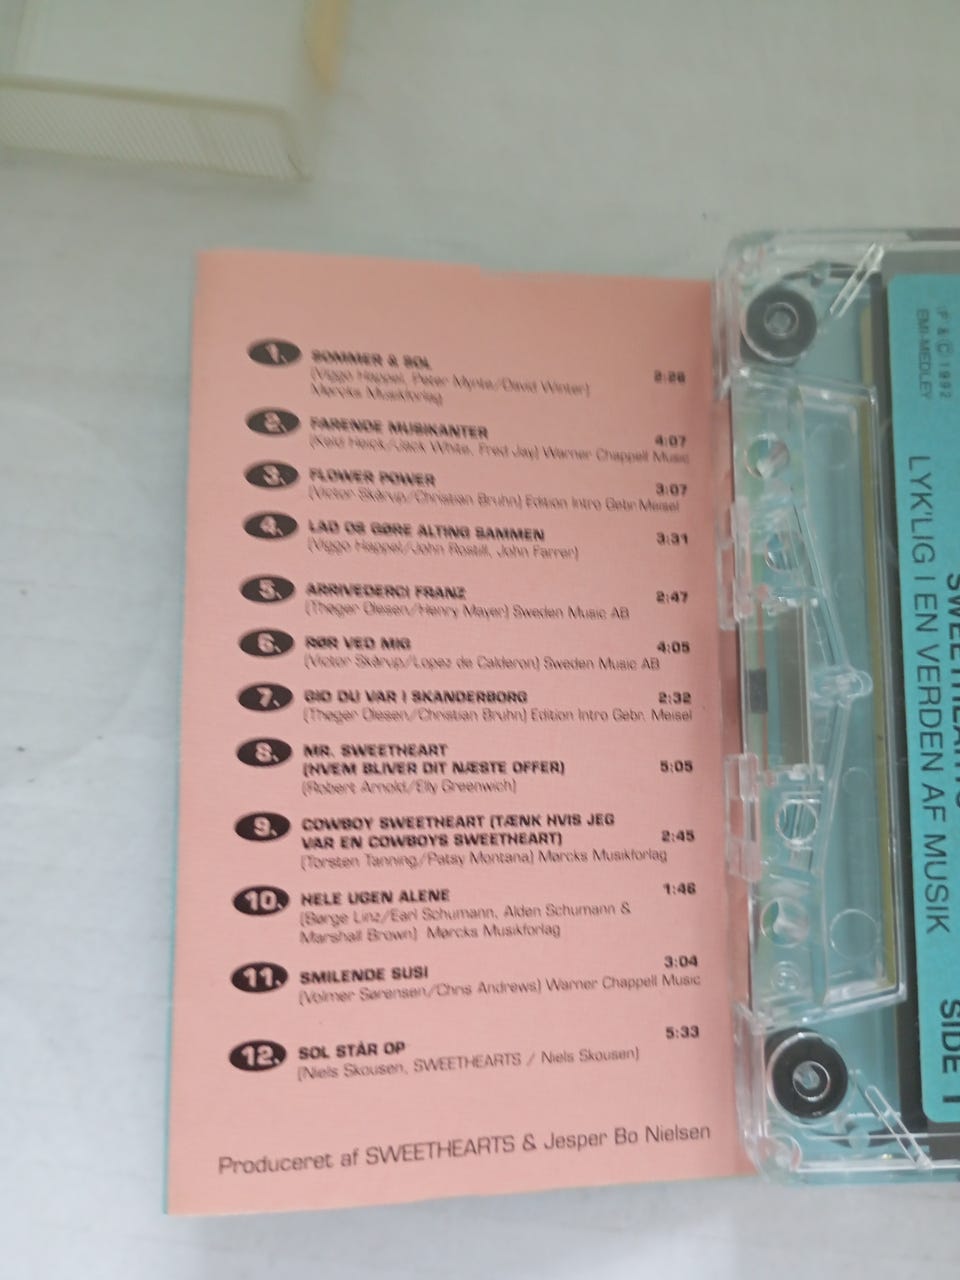 1. SOMMER & SOL
(Viggo Happel, Peter Mynte/David Winter) 2:26
Mørcks Musikforlag
2. FARENDE MUSIKANTER
(Keld Heick/Jack White, Fred Jay) Warner Chappell Music 4:07
3. FLOWER POWER 3:07
(Victor Skårup/Christian Bruhn) Edition Intro Gebr. Meisel
4. LAD OS GØRE ALTING SAMMEN 3:31
(Viggo Happel/John Rostill, John Farrer)
5. ARRIVEDERCI FRANZ 2:47
(Thøger Olesen/Henry Mayer) Sweden Music AB
6. RØR VED MIG 4:05
(Victor Skårup/Lopez de Calderon) Sweden Music AB
7. GID DU VAR I SKANDERBORG 2:32
(Thøger Olesen/Christian Bruhn) Edition Intro Gebr. Meisel
8. MR. SWEETHEART
(HVEM BLIVER DIT NÆSTE OFFER) 5:05
(Robert Arnold/Elly Greenwich)
9. COWBOY SWEETHEART (TÆNK HVIS JEG
VAR EN COWBOYS SWEETHEART) 2:45
(Torsten Tanning/Patsy Montana) Mørcks Musikforlag
10. HELE UGEN ALENE 1:46
(Børge Linz/Earl Schumann, Alden Schumann &
Marshall Brown) Mørcks Musikforlag
11. SMILENDE SUSI 3:04
(Volmer Sørensen/Chris Andrews) Warner Chappell Music
12. SOL STÅR OP 5:33
(Niels Skousen, SWEETHEARTS / Niels Skousen)
Produceret af SWEETHEARTS & Jesper Bo Nielsen
P & C 1992
EMI-MEDLEY
SWEETHEARTS
LYK'LIG I EN VERDEN AF MUSIK
SIDE 1